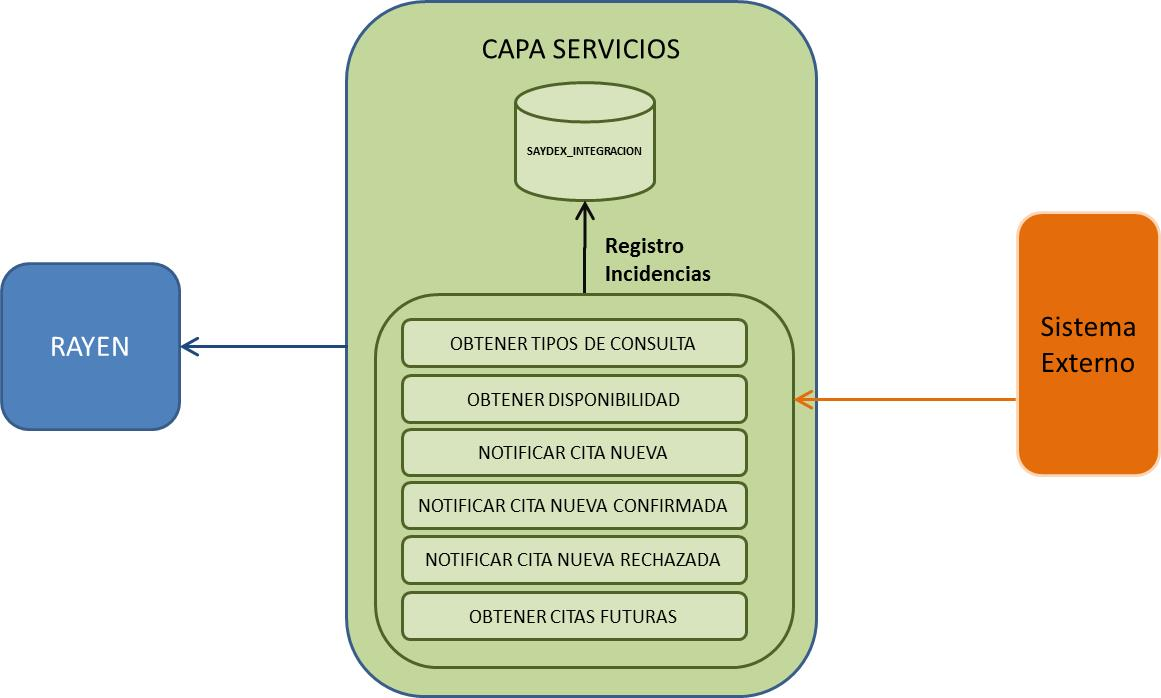 CAPA SERVICIOS
SAYDEX_INTEGRACION
Registro
Incidencias
RAYEN
OBTENER TIPOS DE CONSULTA
OBTENER DISPONIBILIDAD
NOTIFICAR CITA NUEVA
NOTIFICAR CITA NUEVA CONFIRMADA
NOTIFICAR CITA NUEVA RECHAZADA
OBTENER CITAS FUTURAS
Sistema
Externo